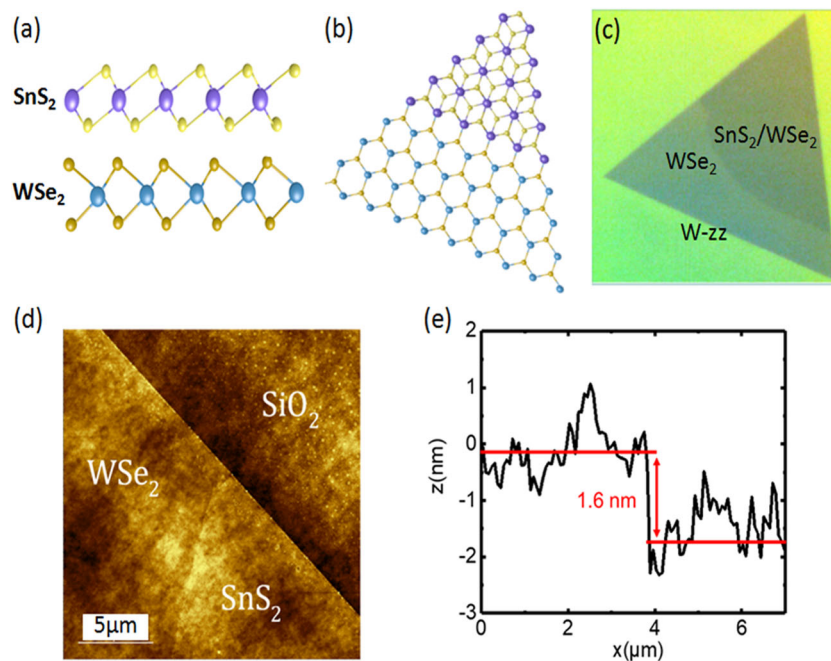 (a)
SnS₂
WSe₂
(b)
(c)
SnS₂/WSe₂
WSe₂
W-zz
(d)
SiO₂
WSe₂
SnS₂
5μm
(e)
z(nm)
2
1
0
-1
-2
-3
1.6 nm
0 2 4 6
x(μm)